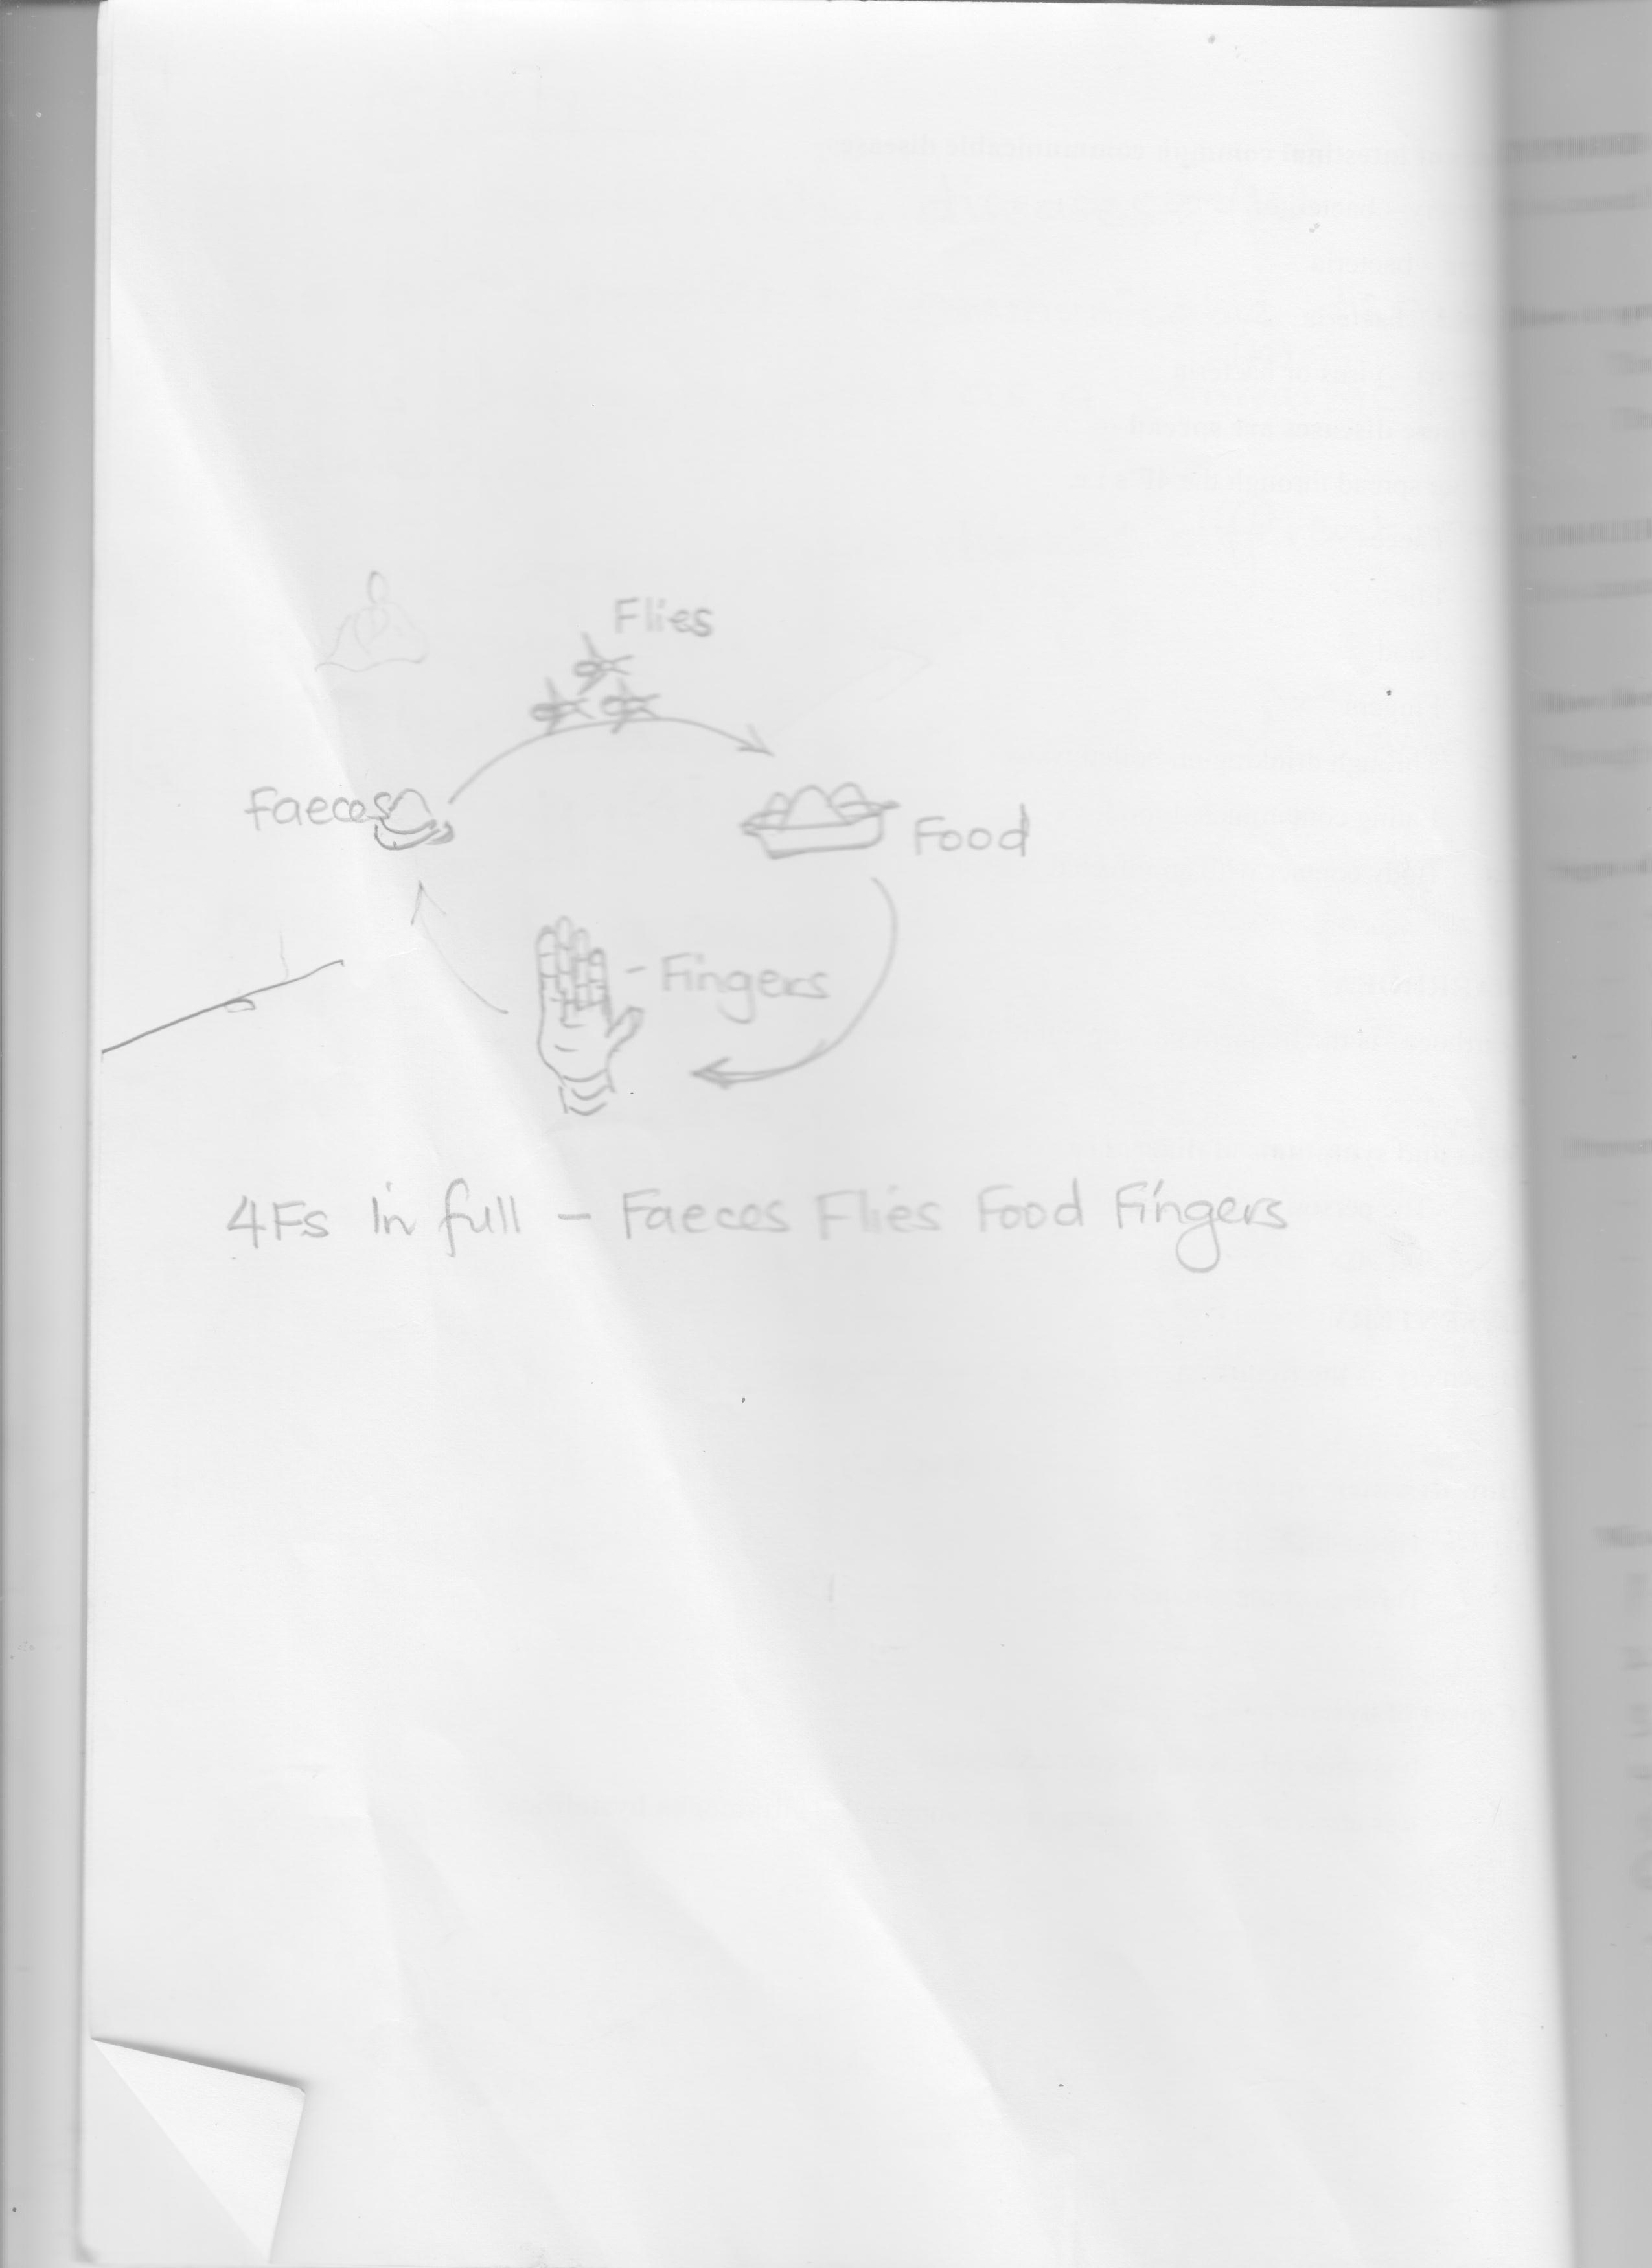 Flies
Faeces
Food
- Fingers
4Fs in full - Faeces Flies Food Fingers